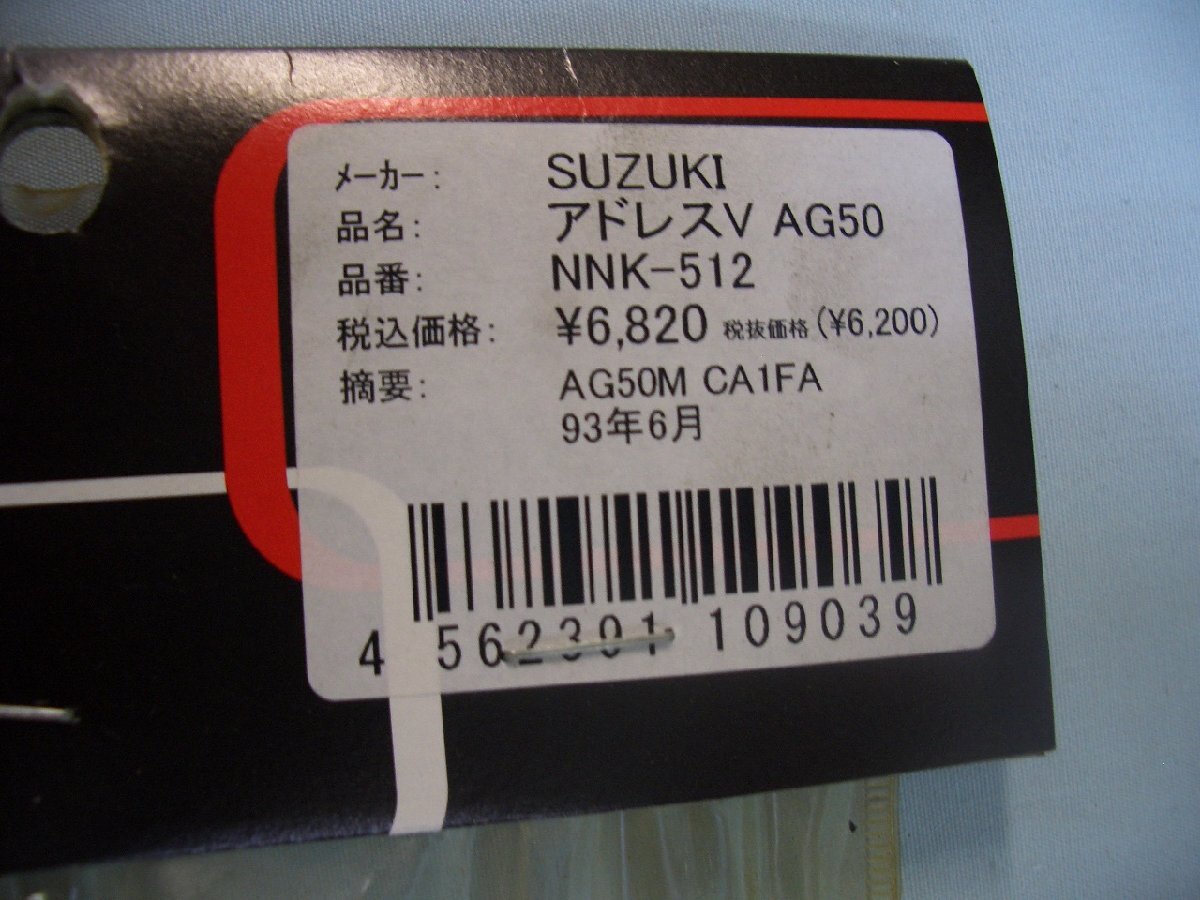 ﾒｰｶｰ: SUZUKI
品名: アドレスV AG50
品番: NNK-512
税込価格: ¥6,820 税抜価格(¥6,200)
摘要: AG50M CA1FA
93年6月
4 562391 109039